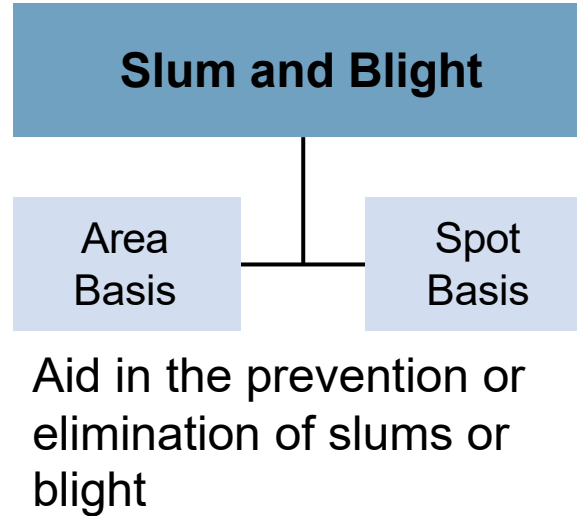 Slum and Blight
Area
Basis
Spot
Basis
Aid in the prevention or
elimination of slums or
blight